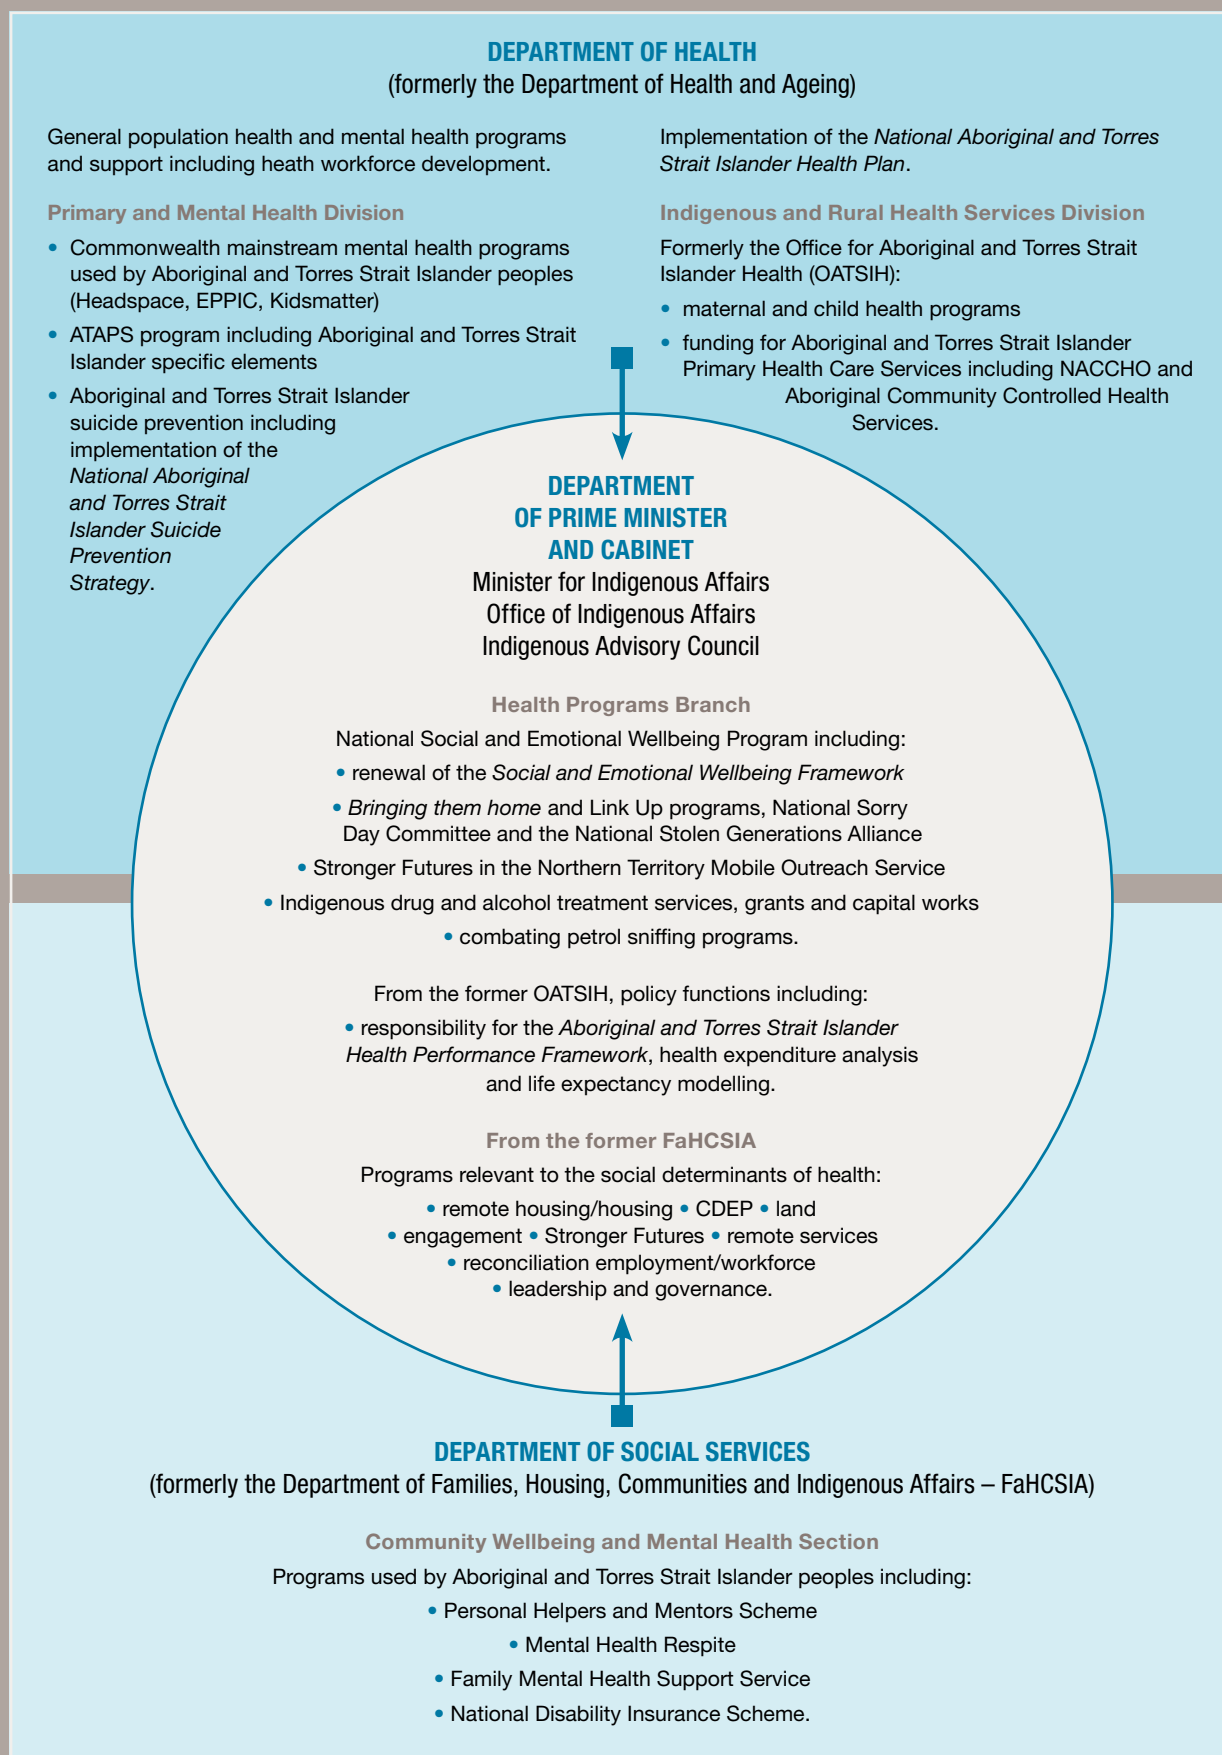 DEPARTMENT OF HEALTH
(formerly the Department of Health and Ageing)
General population health and mental health programs
and support including heath workforce development.
Primary and Mental Health Division
• Commonwealth mainstream mental health programs
used by Aboriginal and Torres Strait Islander peoples
(Headspace, EPPIC, Kidsmatter)
• ATAPS program including Aboriginal and Torres Strait
Islander specific elements
• Aboriginal and Torres Strait Islander
suicide prevention including
implementation of the
National Aboriginal
and Torres Strait
Islander Suicide
Prevention
Strategy.
Implementation of the National Aboriginal and Torres
Strait Islander Health Plan.
Indigenous and Rural Health Services Division
Formerly the Office for Aboriginal and Torres Strait
Islander Health (OATSIH):
• maternal and child health programs
• funding for Aboriginal and Torres Strait Islander
Primary Health Care Services including NACCHO and
Aboriginal Community Controlled Health
Services.
DEPARTMENT
OF PRIME MINISTER
AND CABINET
Minister for Indigenous Affairs
Office of Indigenous Affairs
Indigenous Advisory Council
Health Programs Branch
National Social and Emotional Wellbeing Program including:
• renewal of the Social and Emotional Wellbeing Framework
• Bringing them home and Link Up programs, National Sorry
Day Committee and the National Stolen Generations Alliance
• Stronger Futures in the Northern Territory Mobile Outreach Service
• Indigenous drug and alcohol treatment services, grants and capital works
• combating petrol sniffing programs.
From the former OATSIH, policy functions including:
• responsibility for the Aboriginal and Torres Strait Islander
Health Performance Framework, health expenditure analysis
and life expectancy modelling.
From the former FaHCSIA
Programs relevant to the social determinants of health:
• remote housing/housing • CDEP • land
• engagement • Stronger Futures • remote services
• reconciliation employment/workforce
• leadership and governance.
DEPARTMENT OF SOCIAL SERVICES
(formerly the Department of Families, Housing, Communities and Indigenous Affairs – FaHCSIA)
Community Wellbeing and Mental Health Section
Programs used by Aboriginal and Torres Strait Islander peoples including:
• Personal Helpers and Mentors Scheme
• Mental Health Respite
• Family Mental Health Support Service
• National Disability Insurance Scheme.